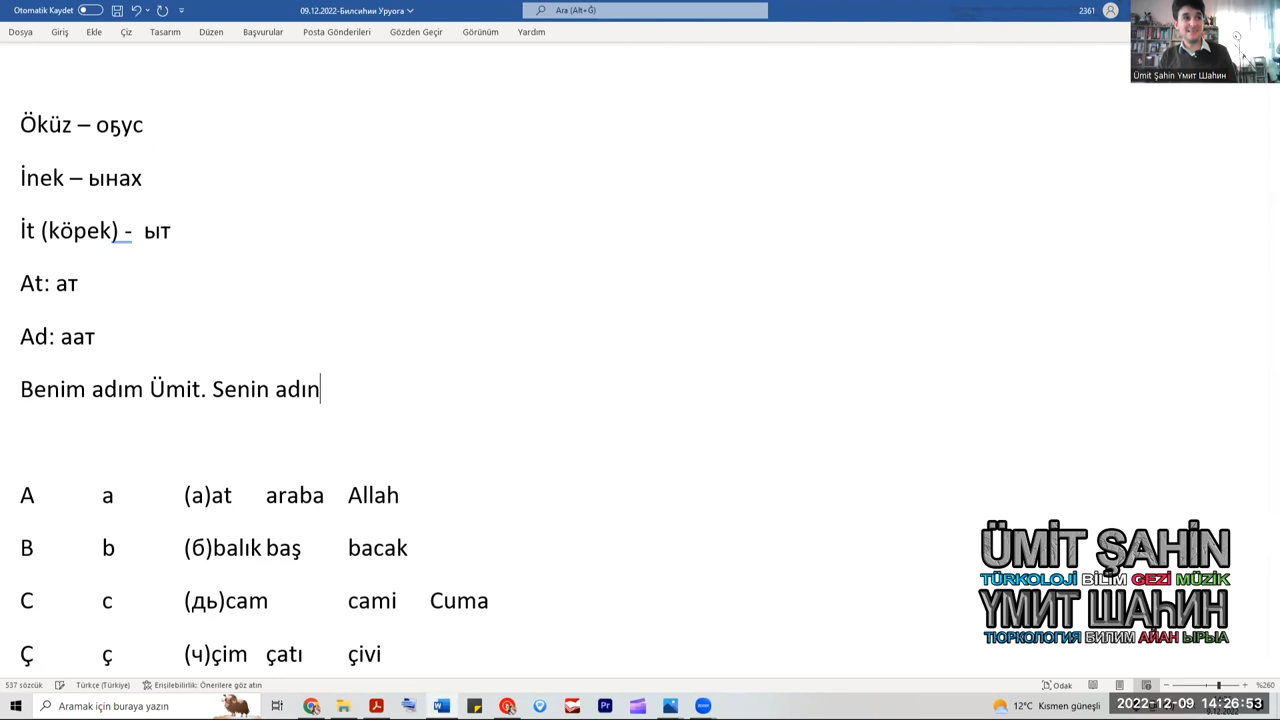 Otomatik Kaydet
09.12.2022-Билсиһии Уруога
Ara (Alt+Ğ)
2361
Dosya Giriş Ekle Çiz Tasarım Düzen Başvurular Posta Gönderileri Gözden Geçir Görünüm Yardım
Ümit Şahin Үмит Шаһин
Öküz – оҕус
İnek – ынах
İt (köpek) - ыт
At: ат
Ad: аат
Benim adım Ümit. Senin adın
A a (а)at araba Allah
B b (б)balık baş bacak
C c (дь)cam cami Cuma
Ç ç (ч)çim çatı çivi
ÜMİT ŞAHİN
TÜRKOLOJİ BİLİM GEZİ MÜZİK
ҮМИТ ШАҺИН
ТЮРКОЛОГИЯ БИЛИМ АЙАН ЫРЫА
537 sözcük Türkçe (Türkiye) Erişilebilirlik: Önerilere göz atın
Odak
%260
Aramak için buraya yazın
12°C Kısmen güneşli
2022-12-09 14:26:53